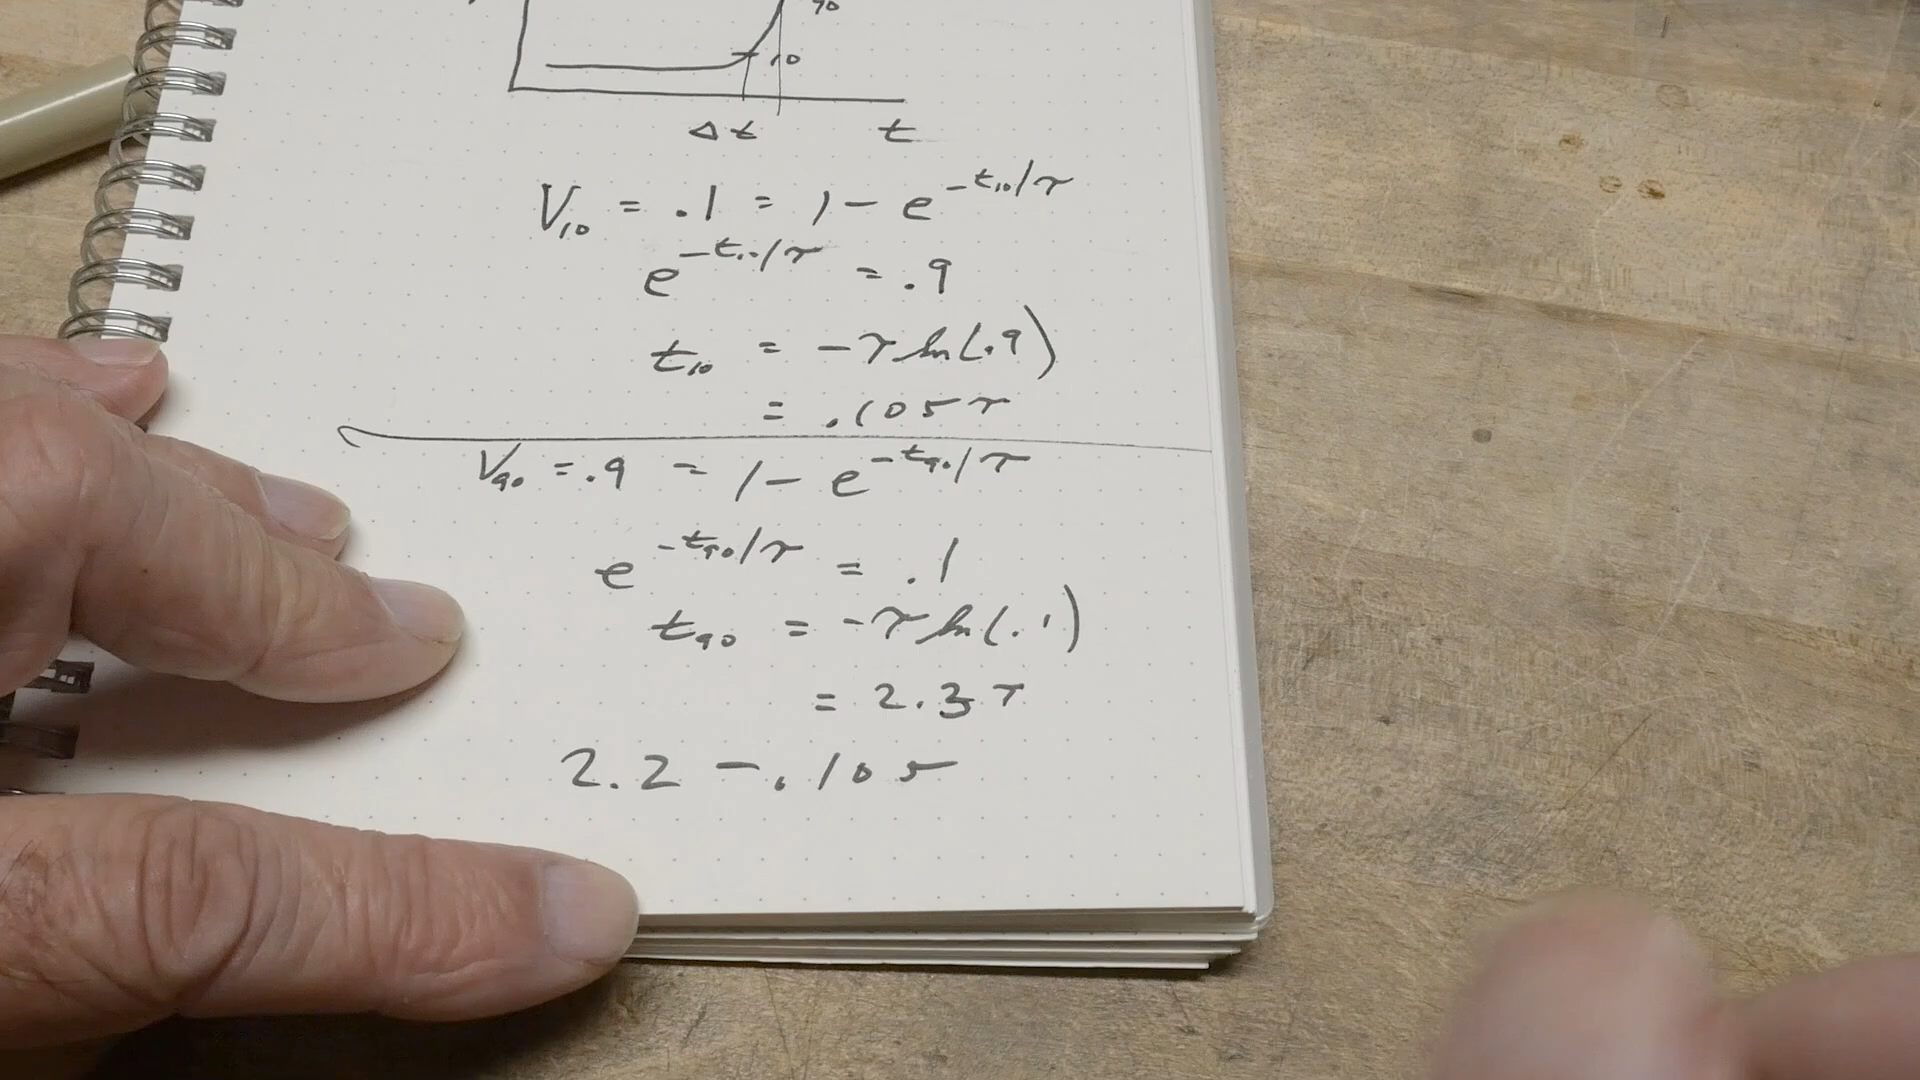 90
10
Δt t
V₁₀ = .1 = 1 - e^(-t₁₀/τ)
e^(-t₁₀/τ) = .9
t₁₀ = -τ ln(.9)
= .105τ
V₉₀ = .9 = 1 - e^(-t₉₀/τ)
e^(-t₉₀/τ) = .1
t₉₀ = -τ ln(.1)
= 2.3τ
2.2 - .105